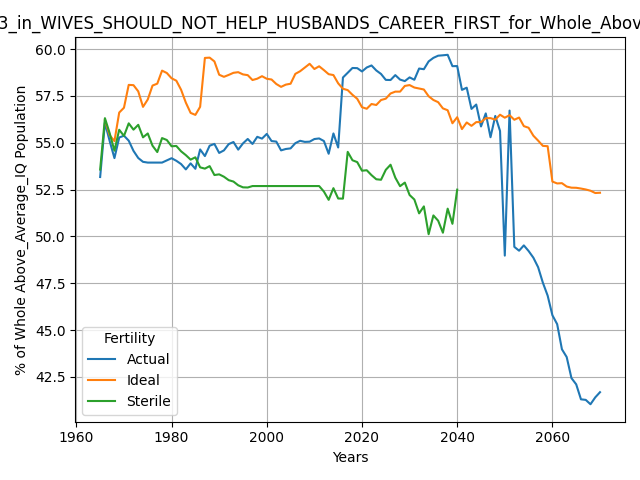 3_in_WIVES_SHOULD_NOT_HELP_HUSBANDS_CAREER_FIRST_for_Whole_Abov
% of Whole Above_Average_IQ Population
60.0
57.5
55.0
52.5
50.0
47.5
45.0
42.5
Fertility
Actual
Ideal
Sterile
1960 1980 2000 2020 2040 2060
Years